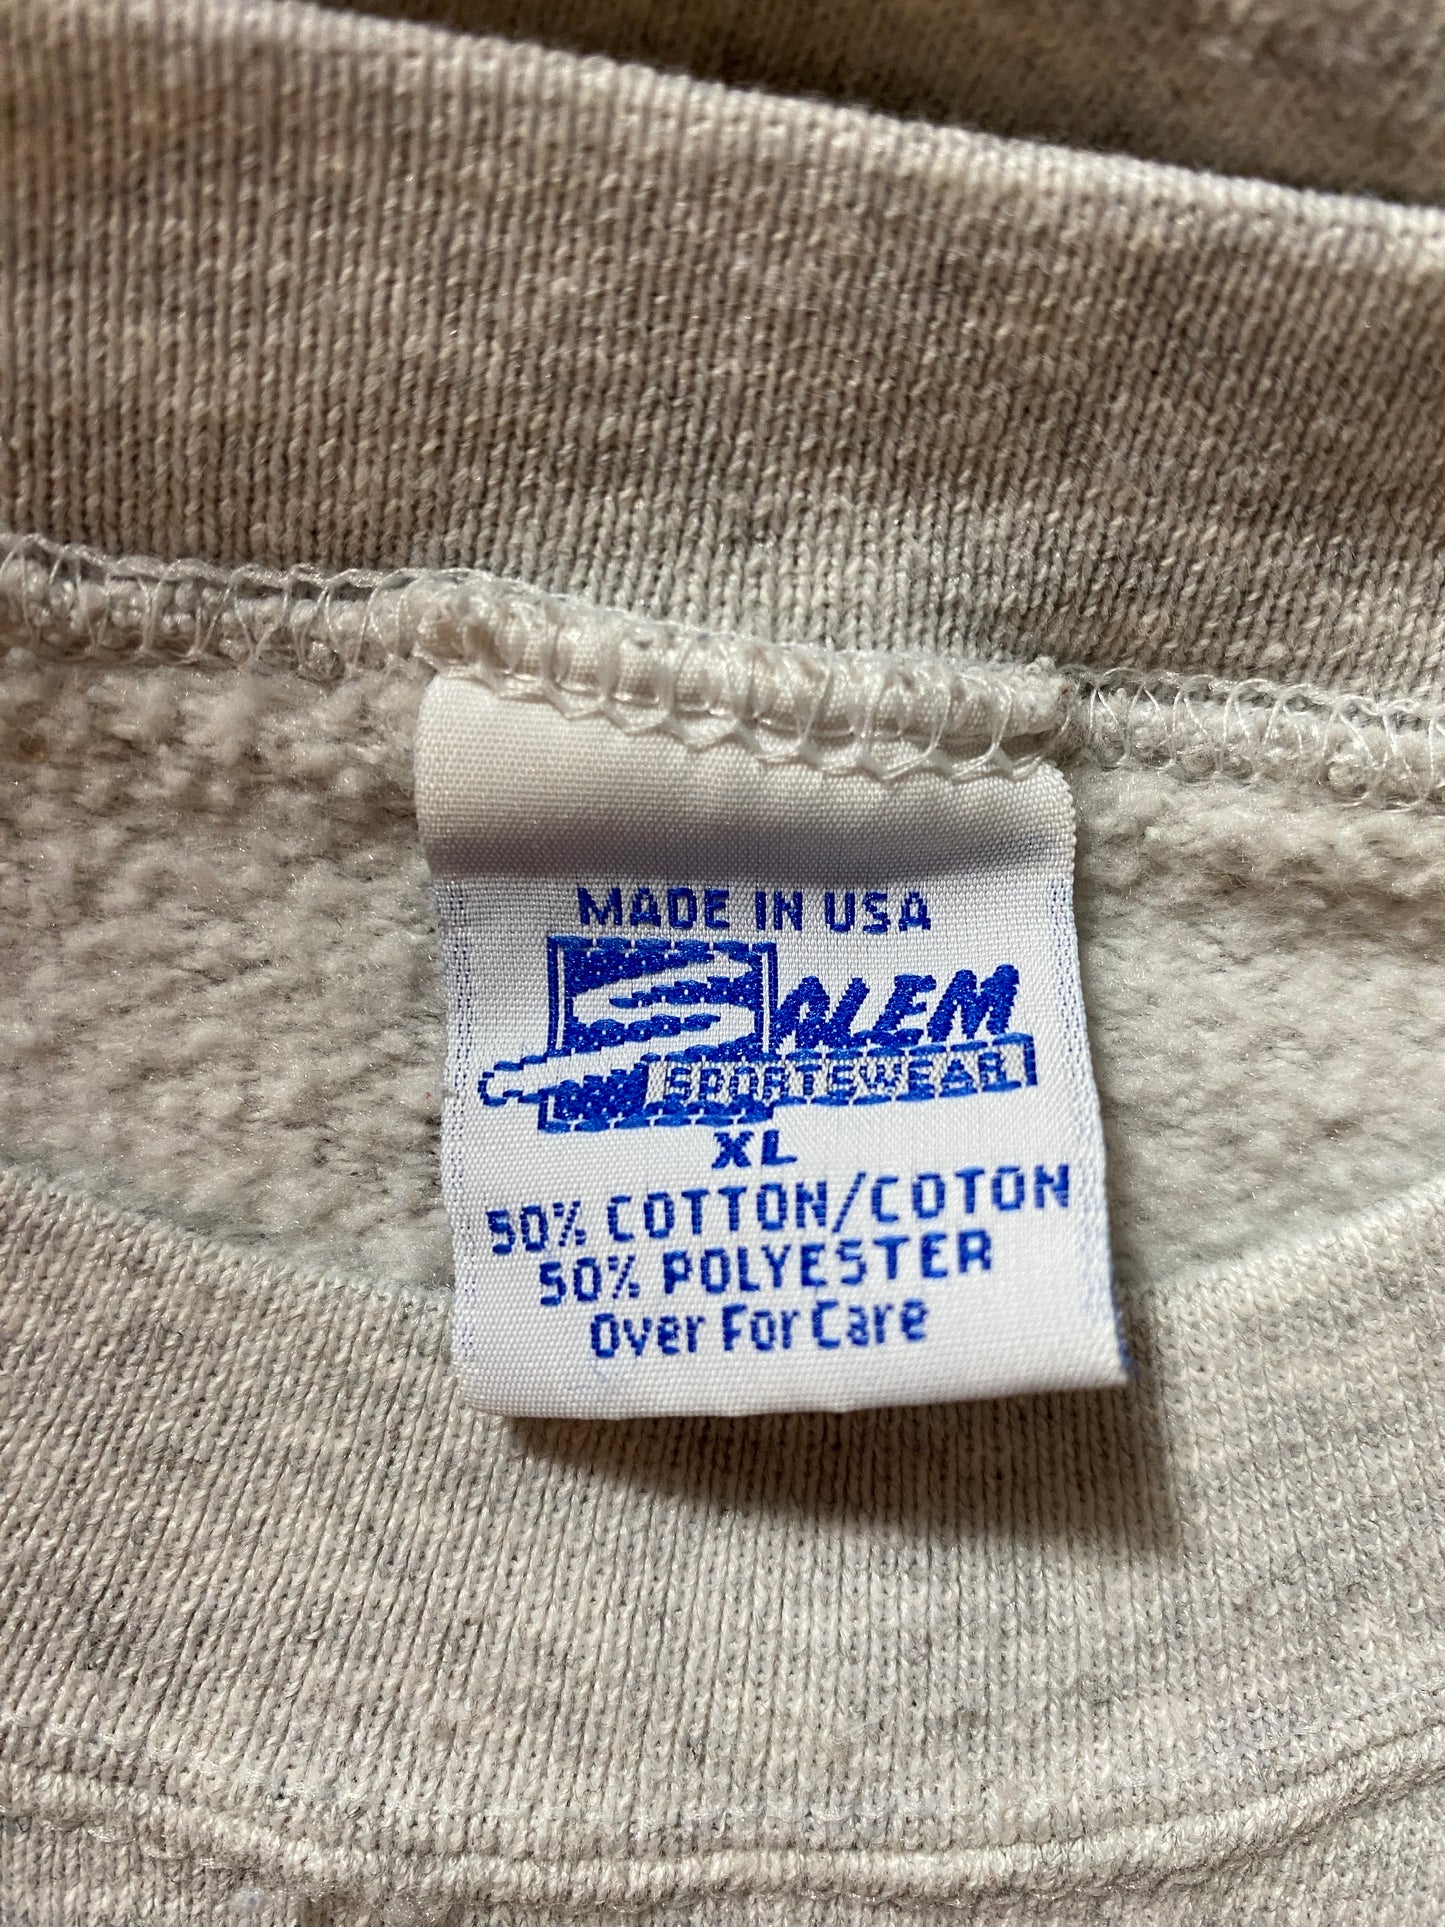 MADE IN USA
SALEM
SPORTSWEAR
XL
50% COTTON/COTON
50% POLYESTER
Over For Care